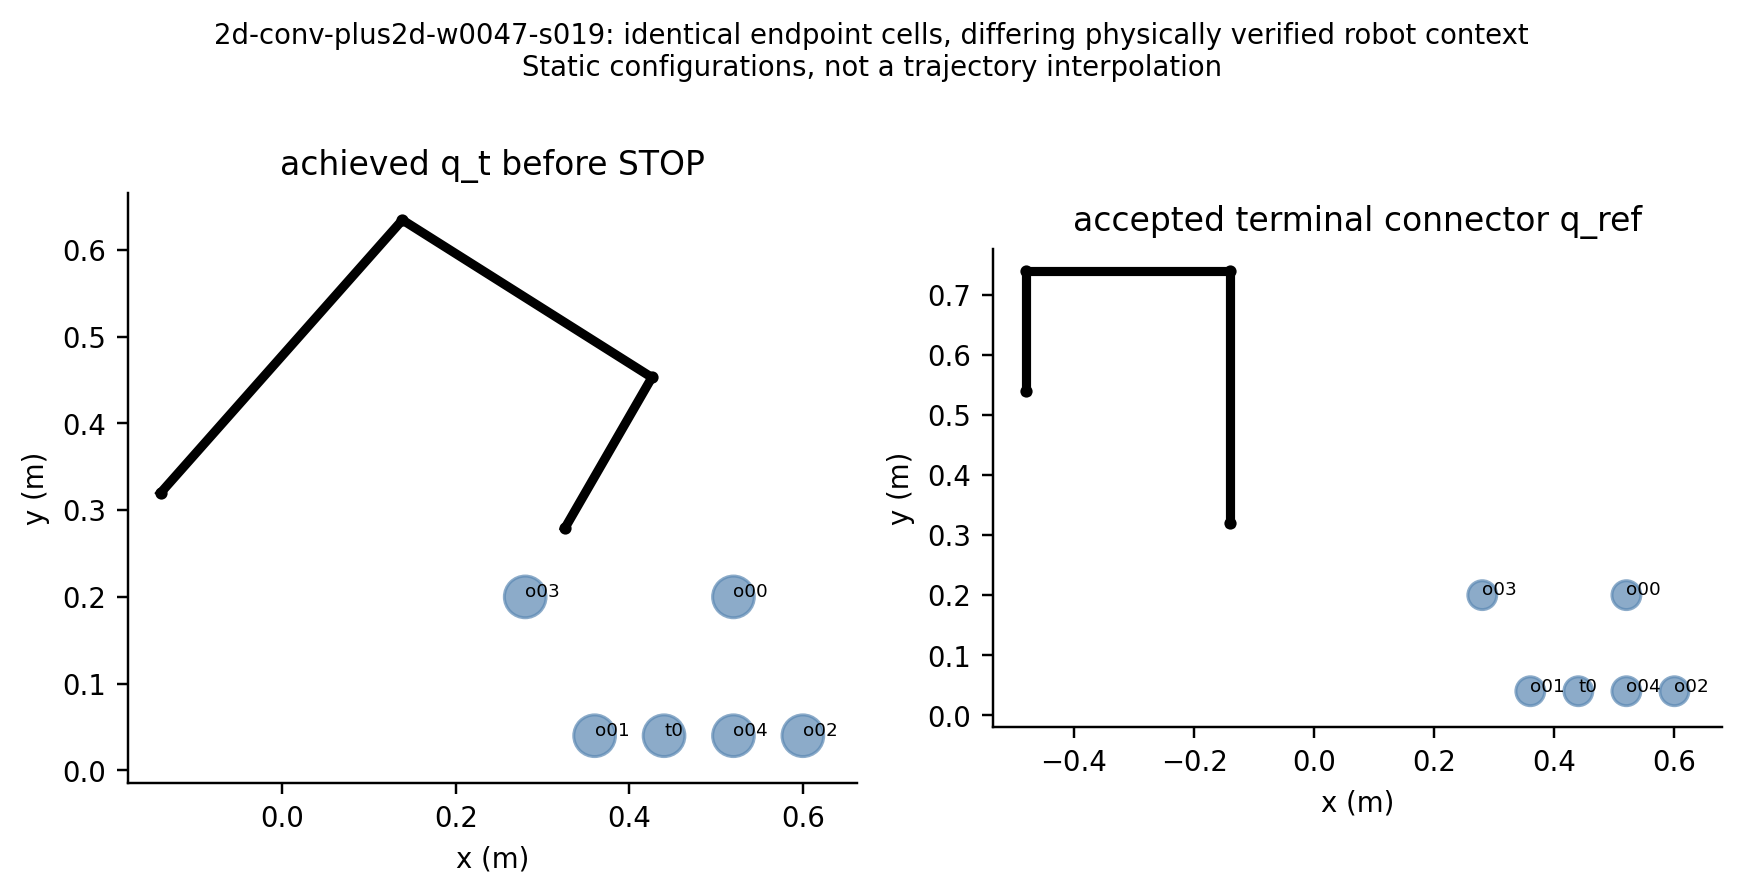 2d-conv-plus2d-w0047-s019: identical endpoint cells, differing physically verified robot context
Static configurations, not a trajectory interpolation
achieved q_t before STOP
0.6
0.5
0.4
0.3
0.2
0.1
0.0
y (m)
o03
o00
o01
t0
o04
o02
0.0
0.2
0.4
0.6
x (m)
accepted terminal connector q_ref
0.7
0.6
0.5
0.4
0.3
0.2
0.1
0.0
y (m)
o03
o00
o01
t0
o04
o02
−0.4
−0.2
0.0
0.2
0.4
0.6
x (m)